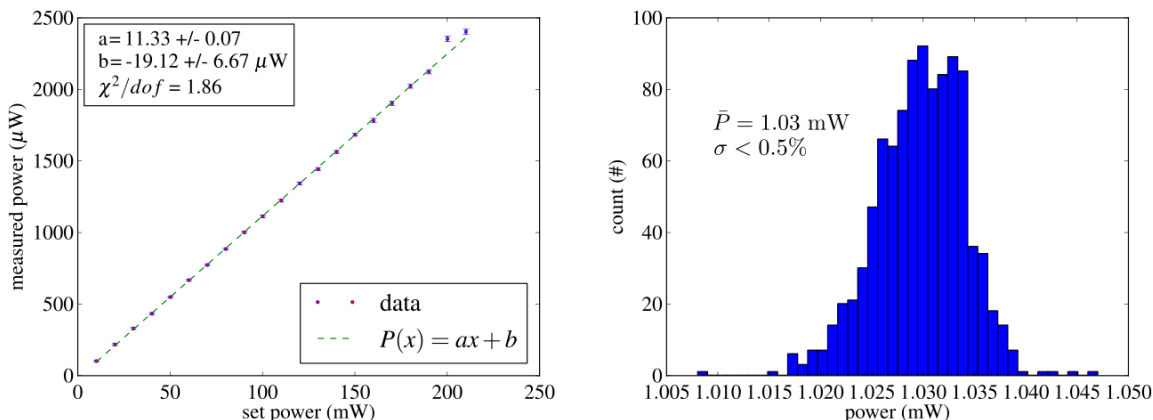 2500
2000
1500
1000
500
0
measured power (μW)
a= 11.33 +/- 0.07
b= -19.12 +/- 6.67 μW
χ²/dof = 1.86
data
P(x) = ax + b
0 50 100 150 200 250
set power (mW)
100
80
60
40
20
0
count (#)
P̄ = 1.03 mW
σ < 0.5%
1.005 1.010 1.015 1.020 1.025 1.030 1.035 1.040 1.045 1.050
power (mW)